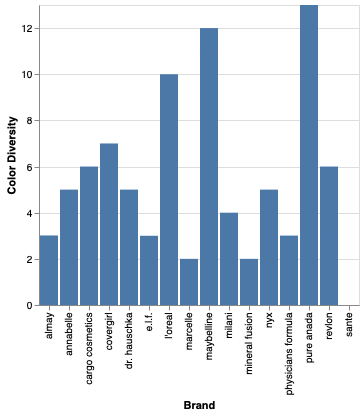 Color Diversity
12
10
8
6
4
2
0
almay
annabelle
cargo cosmetics
covergirl
dr. hauschka
e.l.f.
l'oreal
marcelle
maybelline
milani
mineral fusion
nyx
physicians formula
pure anada
revlon
sante
Brand